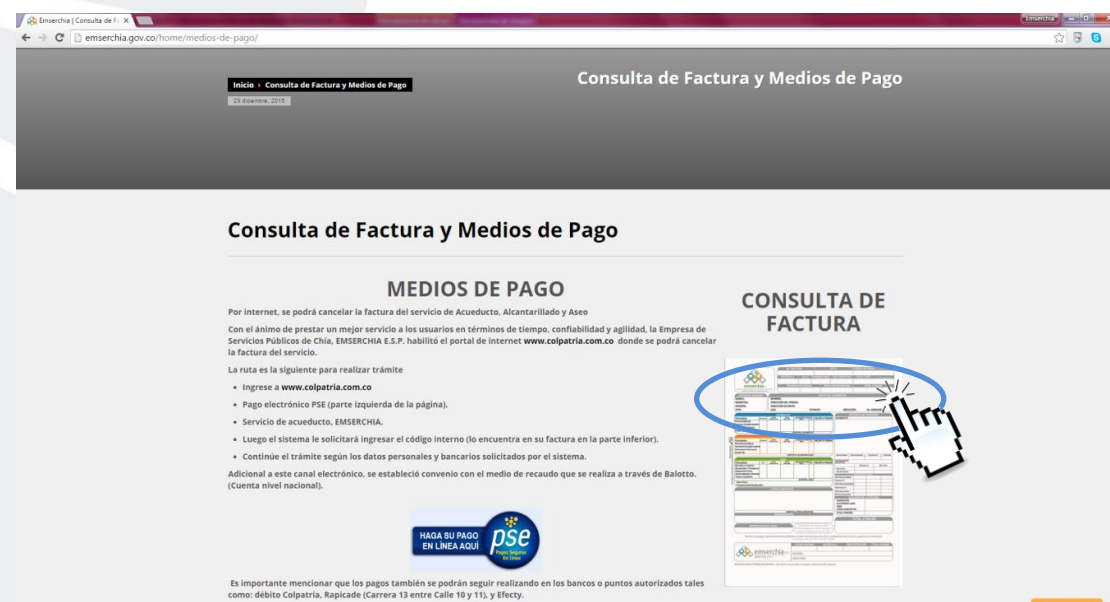 Emserchia | Consulta de F
Emserchia
emserchia.gov.co/home/medios-de-pago/
Inicio › Consulta de Factura y Medios de Pago
Consulta de Factura y Medios de Pago
23 diciembre, 2015
Consulta de Factura y Medios de Pago
MEDIOS DE PAGO
Por internet, se podrá cancelar la factura del servicio de Acueducto, Alcantarillado y Aseo
Con el ánimo de prestar un mejor servicio a los usuarios en términos de tiempo, confiabilidad y agilidad, la Empresa de
Servicios Públicos de Chía, EMSERCHIA E.S.P. habilitó el portal de internet www.colpatria.com.co donde se podrá cancelar
la factura del servicio.
La ruta es la siguiente para realizar trámite
• Ingrese a www.colpatria.com.co
• Pago electrónico PSE (parte izquierda de la página).
• Servicio de acueducto, EMSERCHIA.
• Luego el sistema le solicitará ingresar el código interno (lo encuentra en su factura en la parte inferior).
• Continúe el trámite según los datos personales y bancarios solicitados por el sistema.
Adicional a este canal electrónico, se estableció convenio con el medio de recaudo que se realiza a través de Balotto.
(Cuenta nivel nacional).
HAGA SU PAGO
EN LÍNEA AQUÍ
pse
Pagos Seguros
En línea
Es importante mencionar que los pagos también se podrán seguir realizando en los bancos o puntos autorizados tales
como: débito Colpatria, Rapicade (Carrera 13 entre Calle 10 y 11), y Efecty.
CONSULTA DE
FACTURA
emserchia
emserchia